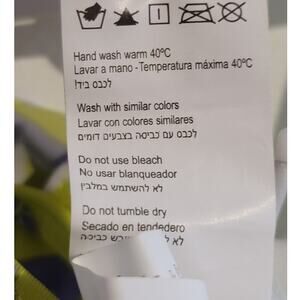 Hand wash warm 40ºC
Lavar a mano - Temperatura máxima 40ºC
לכבס ביד!
Wash with similar colors
Lavar con colores similares
לכבס עם כביסה בצבעים דומים
Do not use bleach
No usar blanqueador
לא להשתמש במלבין
Do not tumble dry
Secado en tendedero
לא כביסה